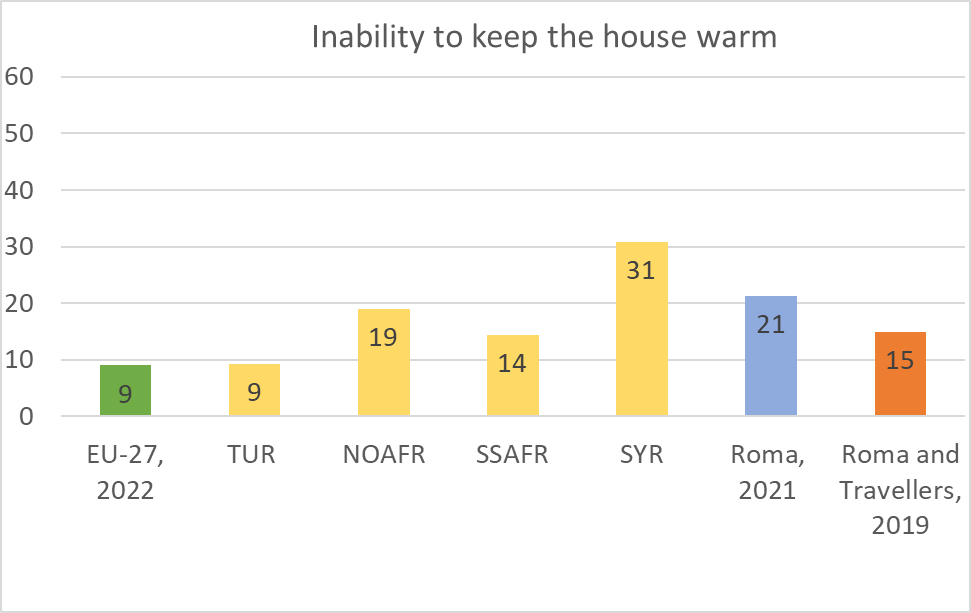 Inability to keep the house warm
60
50
40
30
20
10
0
9
9
19
14
31
21
15
EU-27,
2022
TUR
NOAFR
SSAFR
SYR
Roma,
2021
Roma and
Travellers,
2019